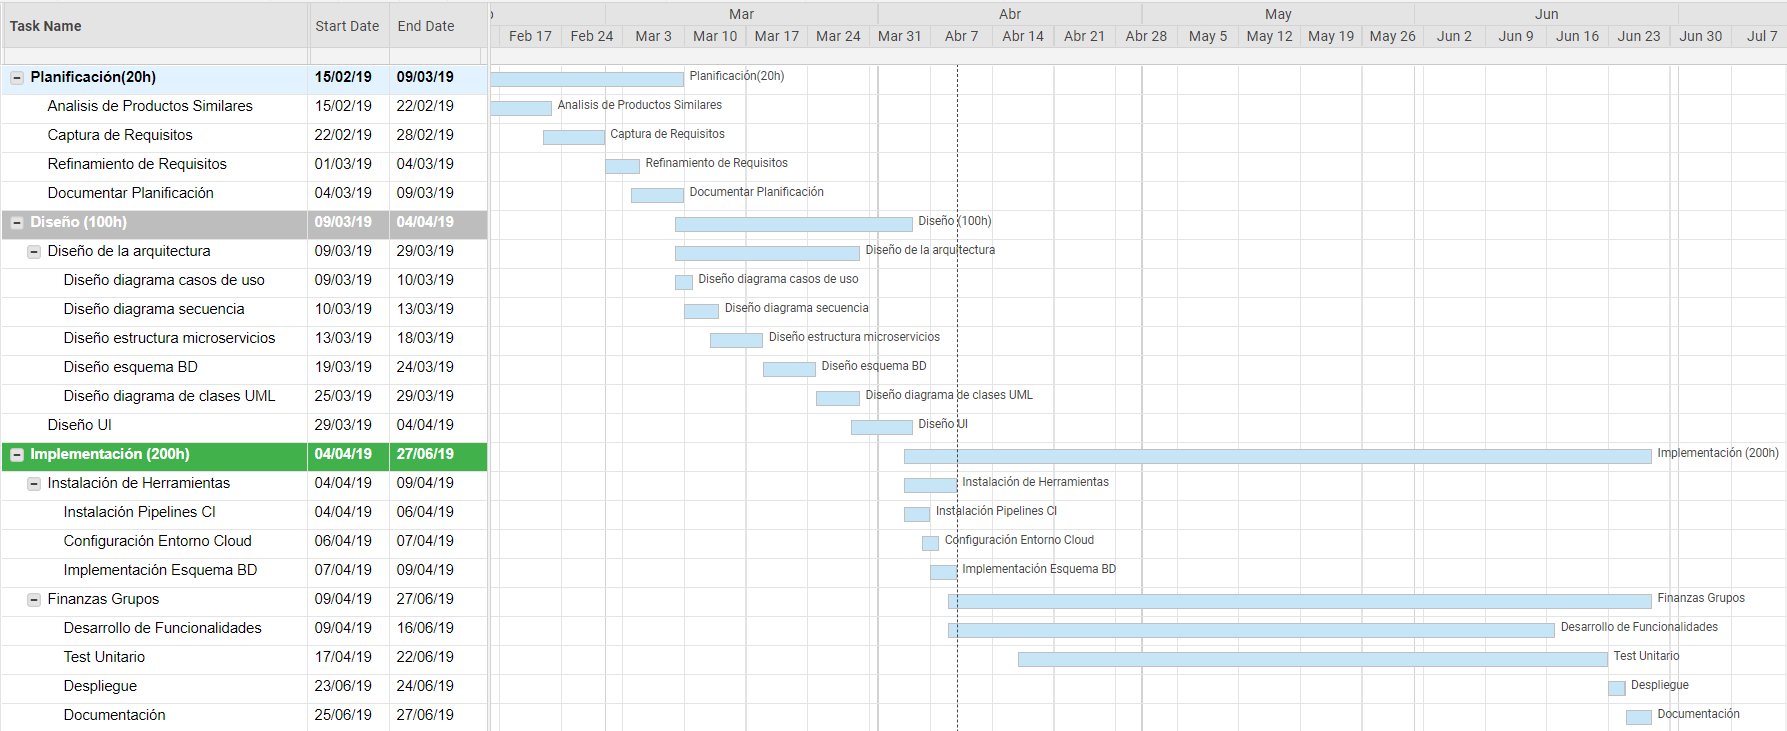 Task Name Start Date End Date Mar Abr May Jun
Feb 17 Feb 24 Mar 3 Mar 10 Mar 17 Mar 24 Mar 31 Abr 7 Abr 14 Abr 21 Abr 28 May 5 May 12 May 19 May 26 Jun 2 Jun 9 Jun 16 Jun 23 Jun 30 Jul 7
Planificación(20h) 15/02/19 09/03/19 Planificación(20h)
Analisis de Productos Similares 15/02/19 22/02/19 Analisis de Productos Similares
Captura de Requisitos 22/02/19 28/02/19 Captura de Requisitos
Refinamiento de Requisitos 01/03/19 04/03/19 Refinamiento de Requisitos
Documentar Planificación 04/03/19 09/03/19 Documentar Planificación
Diseño (100h) 09/03/19 04/04/19 Diseño (100h)
Diseño de la arquitectura 09/03/19 29/03/19 Diseño de la arquitectura
Diseño diagrama casos de uso 09/03/19 10/03/19 Diseño diagrama casos de uso
Diseño diagrama secuencia 10/03/19 13/03/19 Diseño diagrama secuencia
Diseño estructura microservicios 13/03/19 18/03/19 Diseño estructura microservicios
Diseño esquema BD 19/03/19 24/03/19 Diseño esquema BD
Diseño diagrama de clases UML 25/03/19 29/03/19 Diseño diagrama de clases UML
Diseño UI 29/03/19 04/04/19 Diseño UI
Implementación (200h) 04/04/19 27/06/19 Implementación (200h)
Instalación de Herramientas 04/04/19 09/04/19 Instalación de Herramientas
Instalación Pipelines CI 04/04/19 06/04/19 Instalación Pipelines CI
Configuración Entorno Cloud 06/04/19 07/04/19 Configuración Entorno Cloud
Implementación Esquema BD 07/04/19 09/04/19 Implementación Esquema BD
Finanzas Grupos 09/04/19 27/06/19 Finanzas Grupos
Desarrollo de Funcionalidades 09/04/19 16/06/19 Desarrollo de Funcionalidades
Test Unitario 17/04/19 22/06/19 Test Unitario
Despliegue 23/06/19 24/06/19 Despliegue
Documentación 25/06/19 27/06/19 Documentación